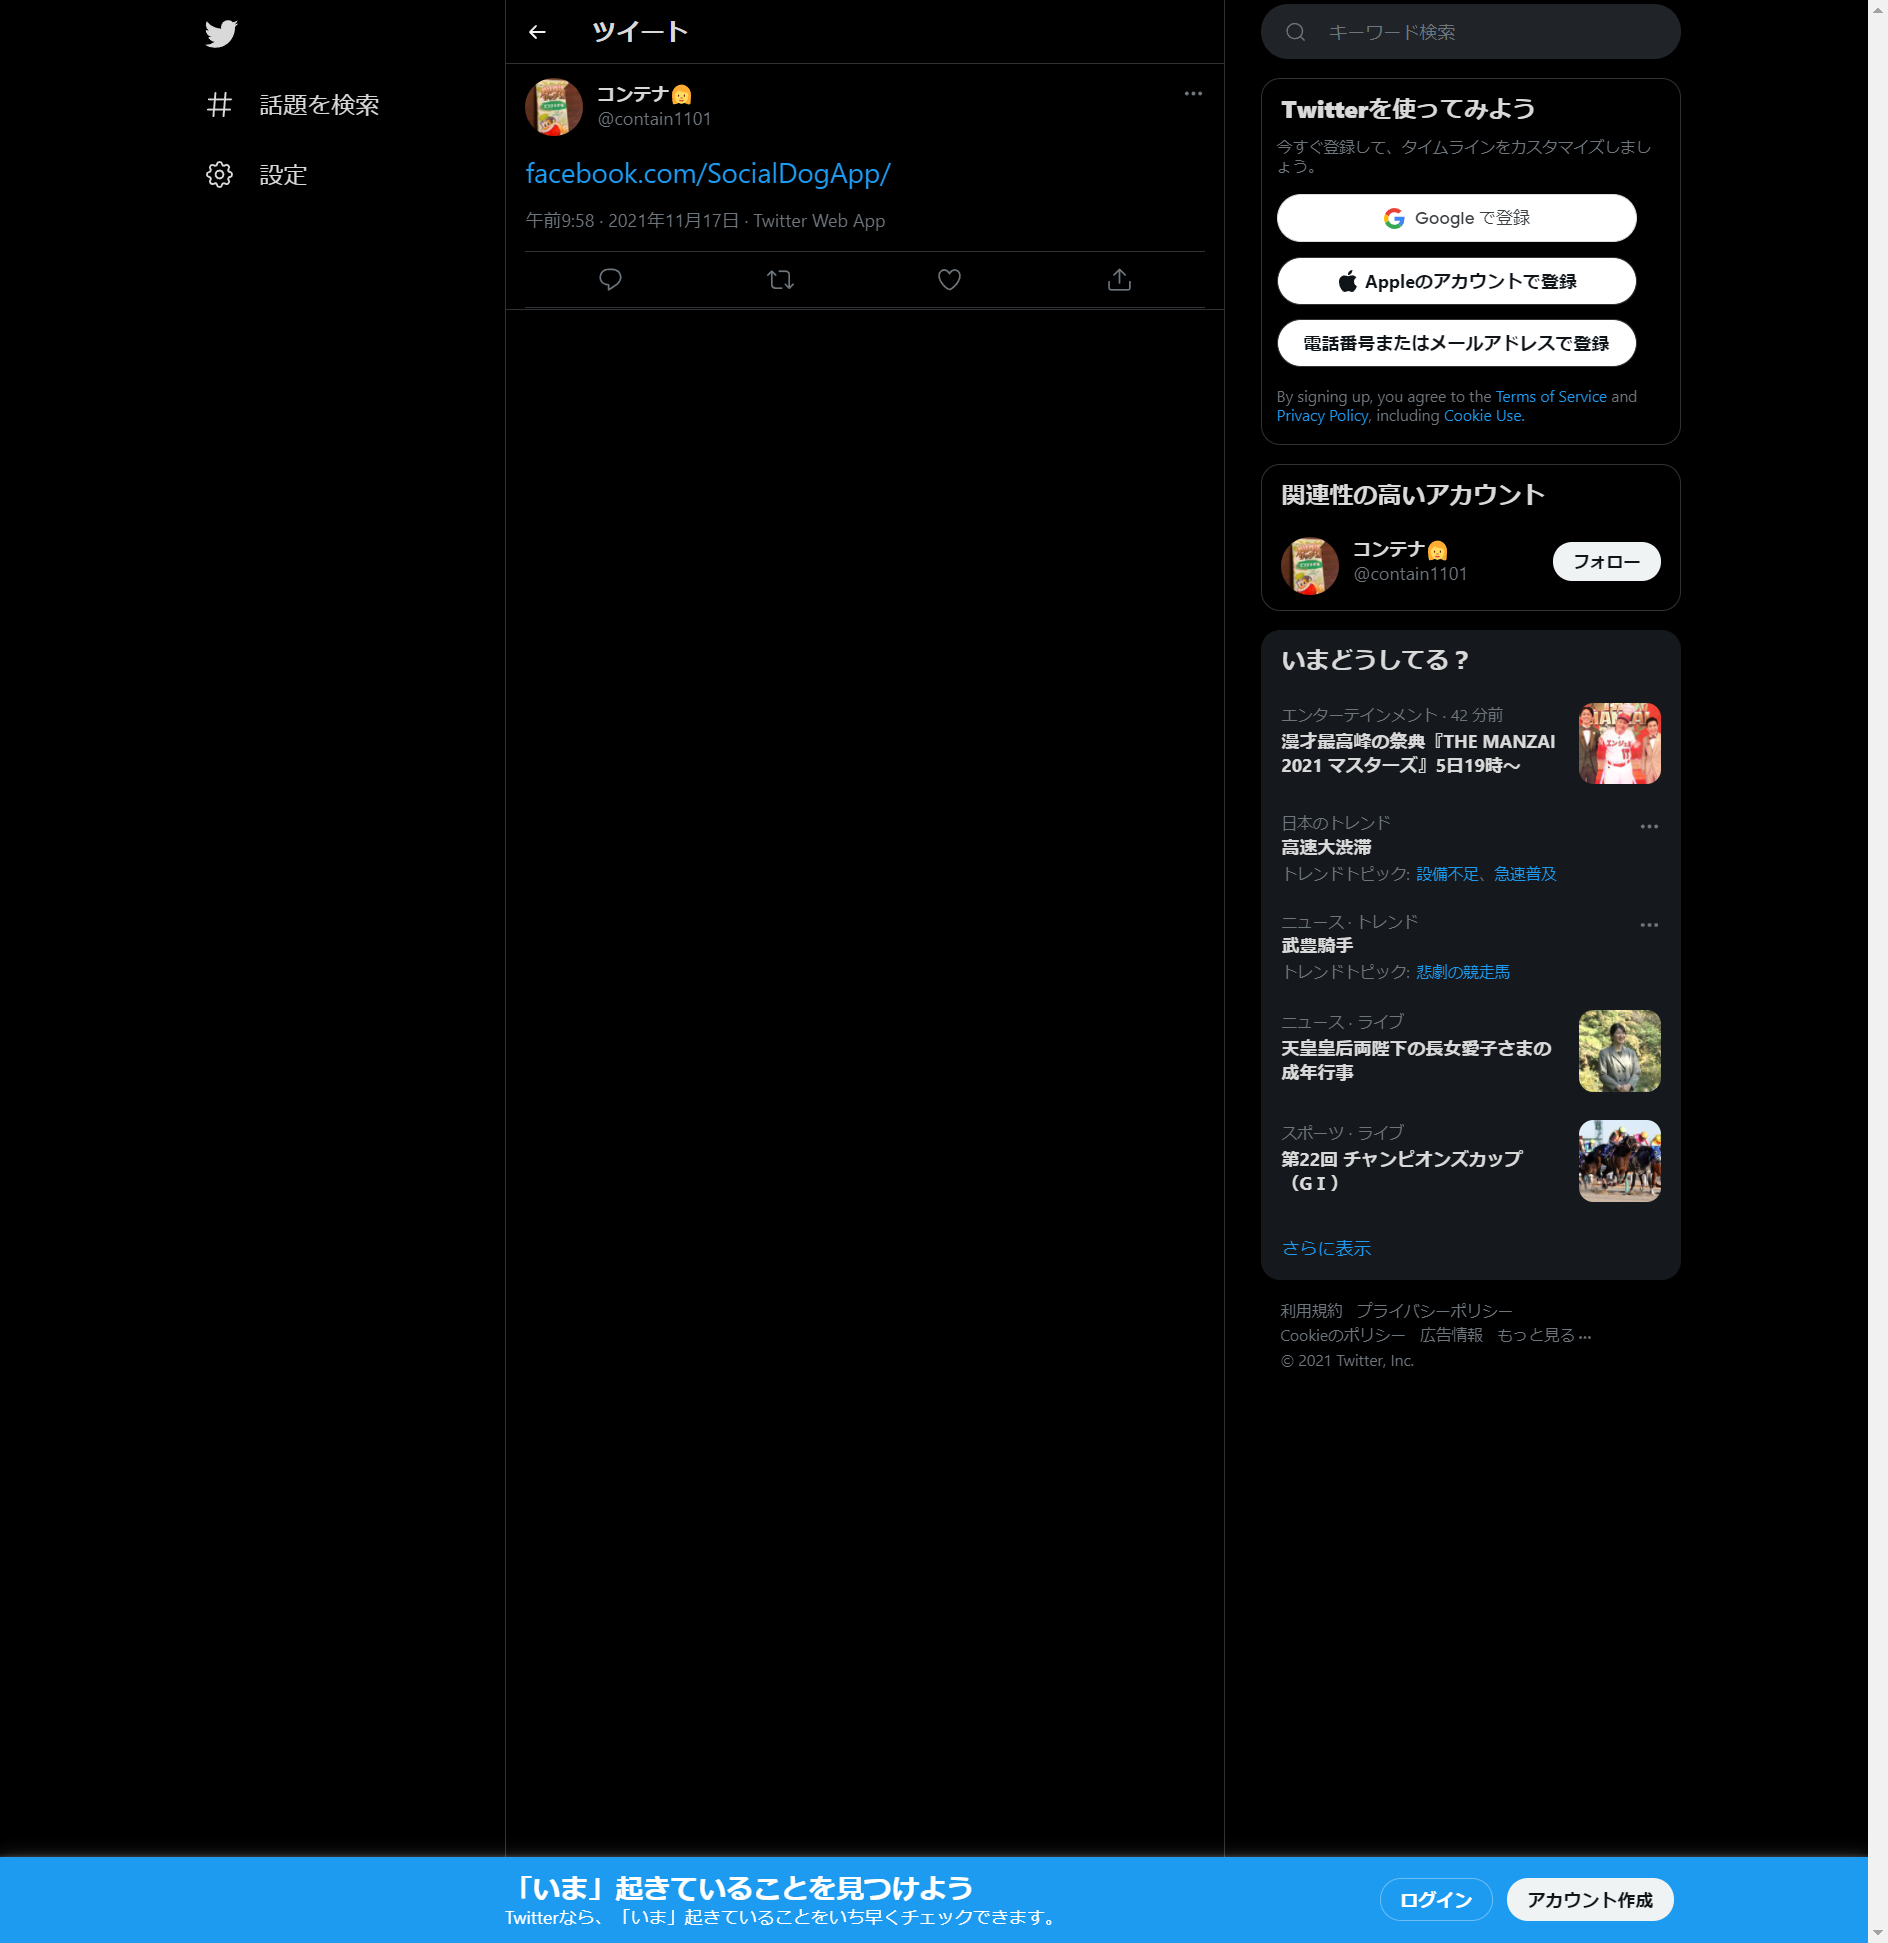 話題を検索
設定
ツイート
コンテナ👱‍♀️
@contain1101
facebook.com/SocialDogApp/
午前9:58 · 2021年11月17日 · Twitter Web App
キーワード検索
Twitterを使ってみよう
今すぐ登録して、タイムラインをカスタマイズしまし
ょう。
Google で登録
Appleのアカウントで登録
電話番号またはメールアドレスで登録
By signing up, you agree to the Terms of Service and
Privacy Policy, including Cookie Use.
関連性の高いアカウント
コンテナ👱‍♀️
@contain1101
フォロー
いまどうしてる？
エンターテインメント · 42 分前
漫才最高峰の祭典『THE MANZAI
2021 マスターズ』5日19時〜
日本のトレンド
高速大渋滞
トレンドトピック: 設備不足、急速普及
ニュース · トレンド
武豊騎手
トレンドトピック: 悲劇の競走馬
ニュース · ライブ
天皇皇后両陛下の長女愛子さまの
成年行事
スポーツ · ライブ
第22回 チャンピオンズカップ
（GⅠ）
さらに表示
利用規約 プライバシーポリシー
Cookieのポリシー 広告情報 もっと見る ···
© 2021 Twitter, Inc.
「いま」起きていることを見つけよう
Twitterなら、「いま」起きていることをいち早くチェックできます。
ログイン
アカウント作成